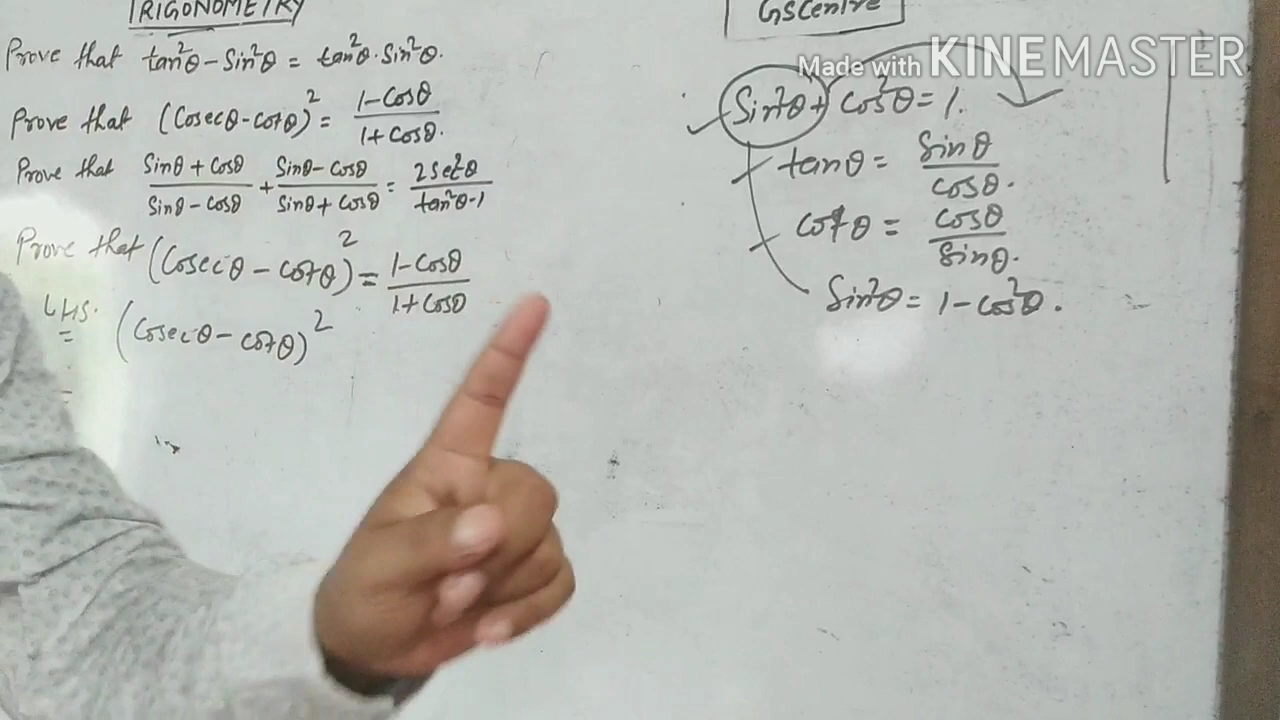 TRIGONOMETRY
Prove that tan²θ - Sin²θ = tan²θ · Sin²θ.
Prove that (Cosecθ - cotθ)² = (1 - Cosθ)/(1 + Cosθ).
Prove that (Sinθ + Cosθ)/(Sinθ - Cosθ) + (Sinθ - Cosθ)/(Sinθ + Cosθ) = 2Sec²θ/(tan²θ - 1)
Prove that (Cosecθ - cotθ)² = (1 - Cosθ)/(1 + Cosθ)
LHS.
= (Cosecθ - cotθ)²
=
GSCentre
Made with KINEMASTER
Sin²θ + Cos²θ = 1.
tanθ = Sinθ/Cosθ.
cotθ = Cosθ/Sinθ.
Sin²θ = 1 - Cos²θ.